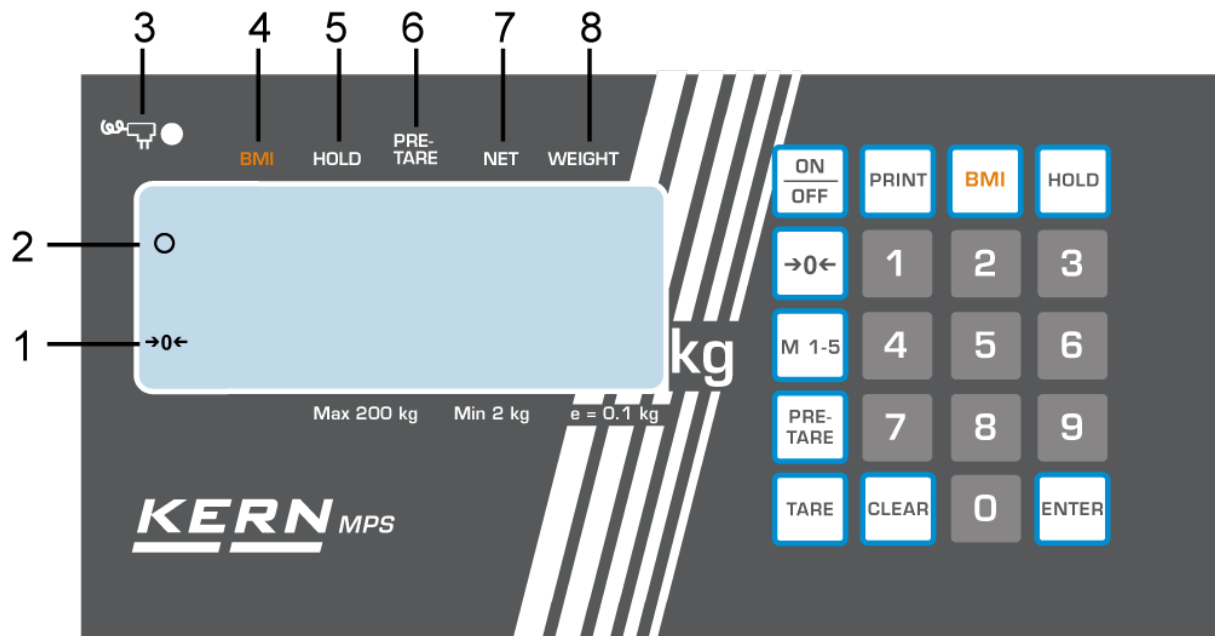 3 4 5 6 7 8
BMI HOLD PRE-
TARE NET WEIGHT
2
1 →0←
kg
Max 200 kg Min 2 kg e = 0.1 kg
KERN MPS
ON
OFF PRINT BMI HOLD
→0← 1 2 3
M 1-5 4 5 6
PRE-
TARE 7 8 9
TARE CLEAR 0 ENTER